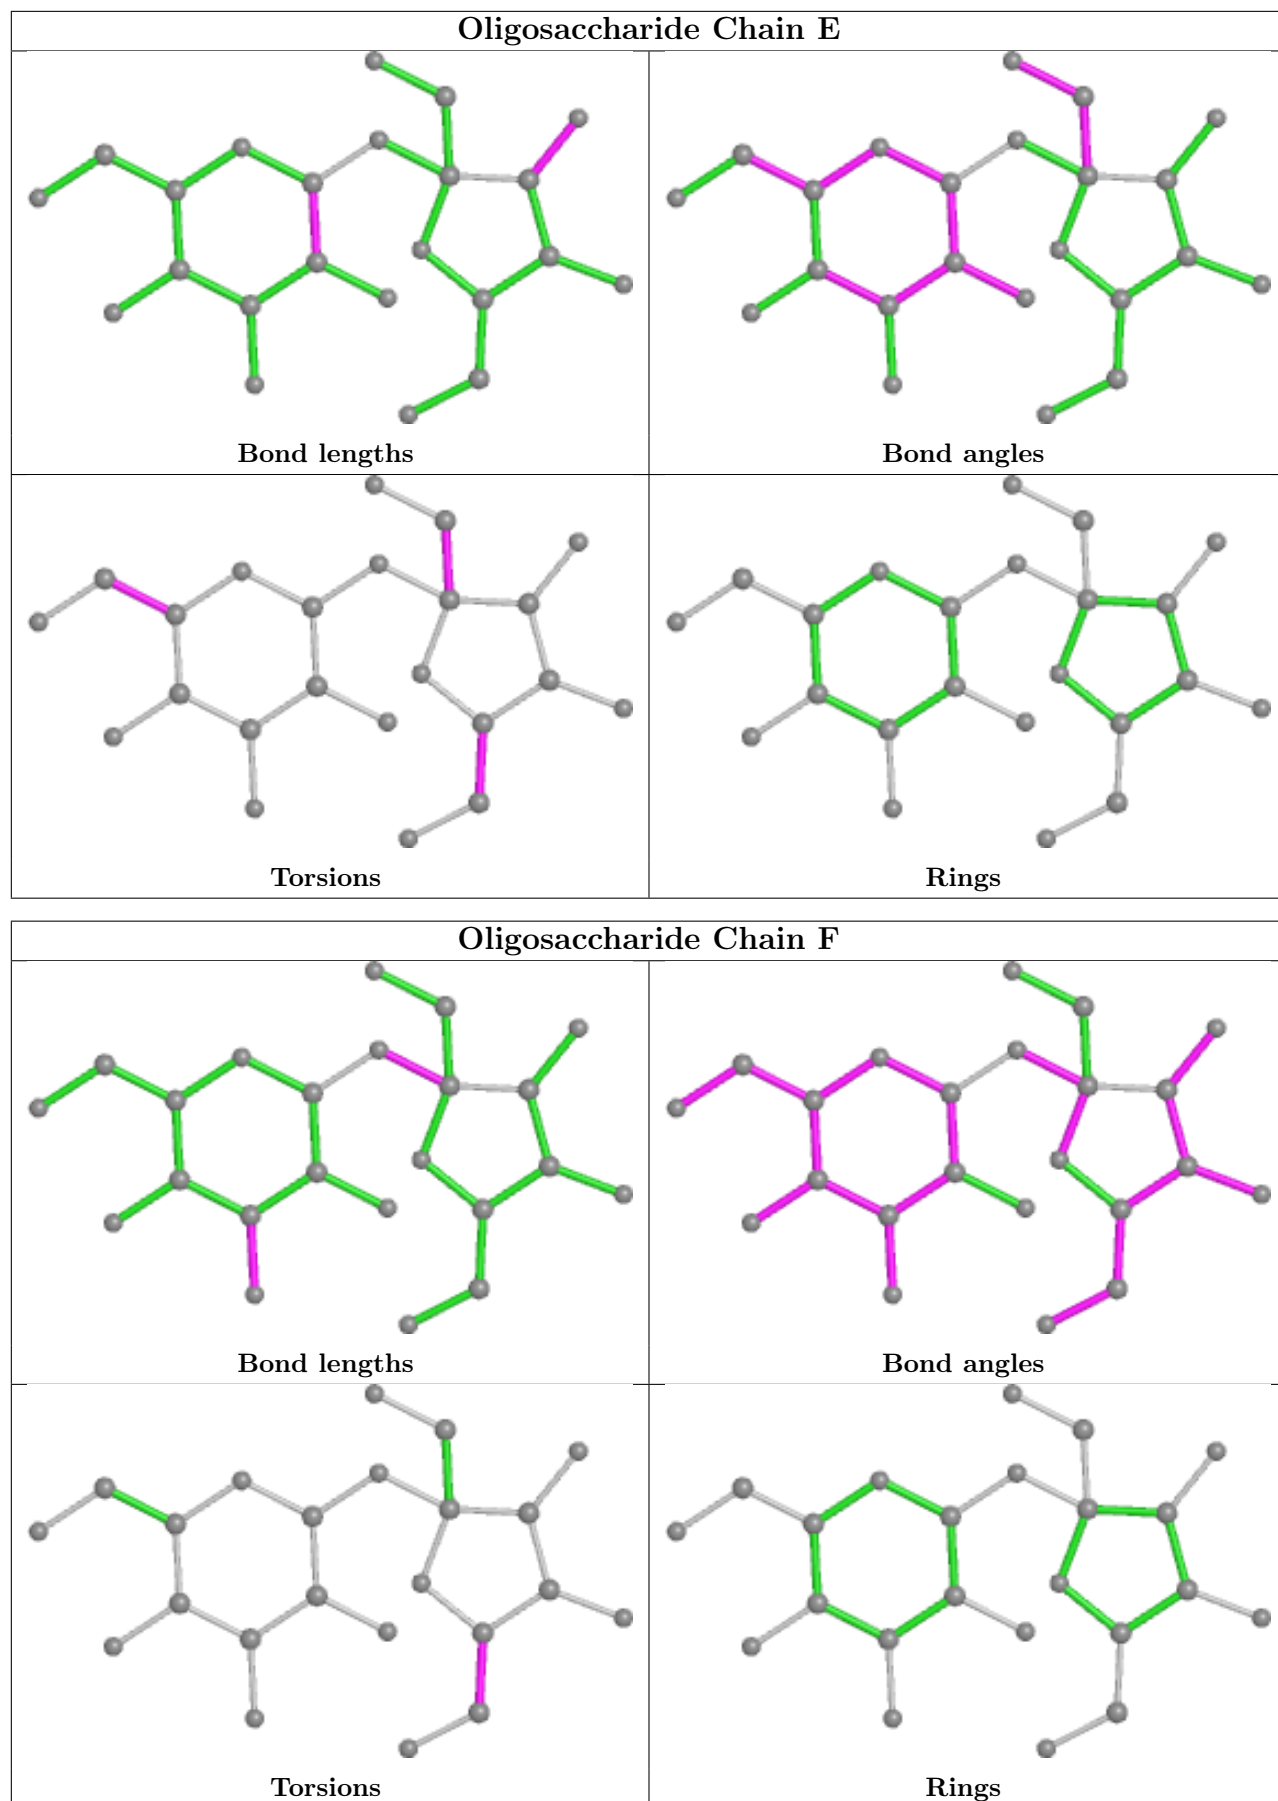 Oligosaccharide Chain E
Bond lengths
Bond angles
Torsions
Rings
Oligosaccharide Chain F
Bond lengths
Bond angles
Torsions
Rings